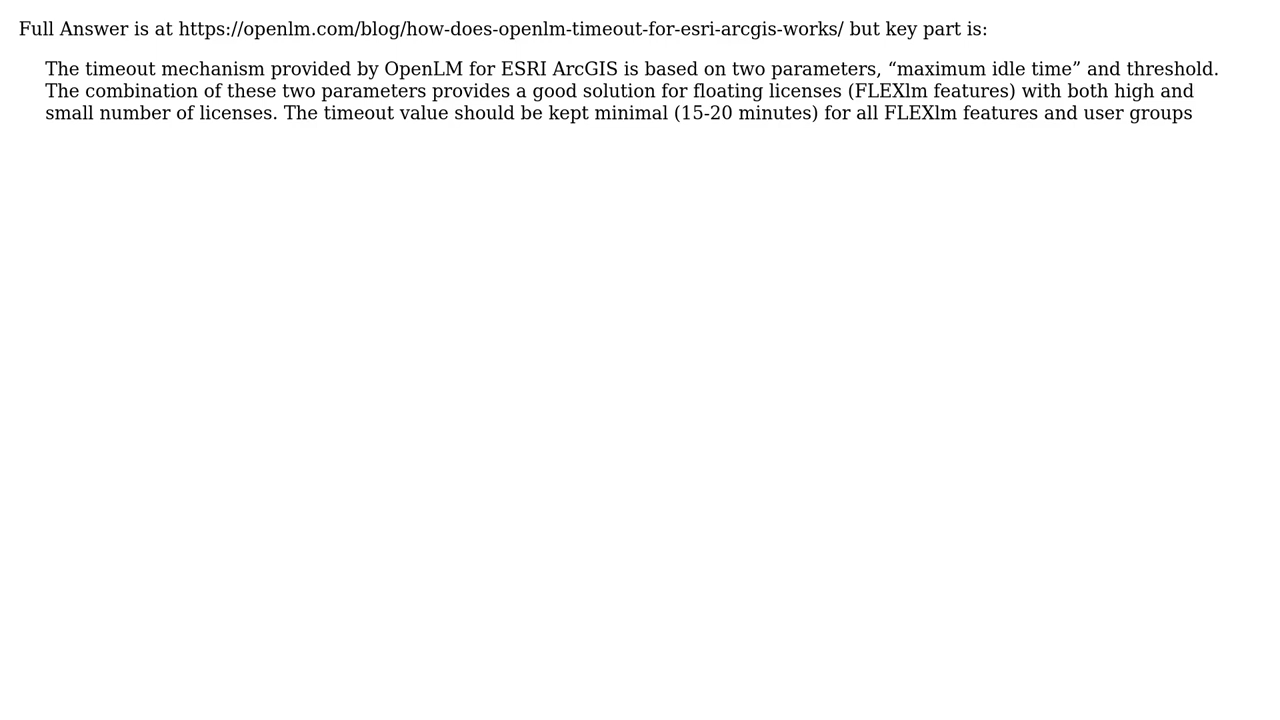 Full Answer is at https://openlm.com/blog/how-does-openlm-timeout-for-esri-arcgis-works/ but key part is:
The timeout mechanism provided by OpenLM for ESRI ArcGIS is based on two parameters, “maximum idle time” and threshold.
The combination of these two parameters provides a good solution for floating licenses (FLEXlm features) with both high and
small number of licenses. The timeout value should be kept minimal (15-20 minutes) for all FLEXlm features and user groups